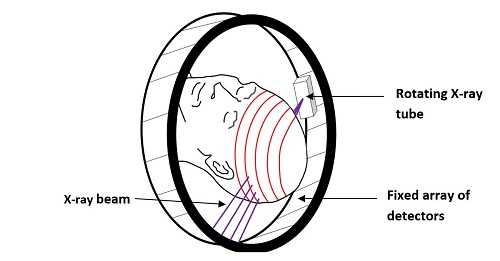 Rotating X-ray
tube
X-ray beam
Fixed array of
detectors